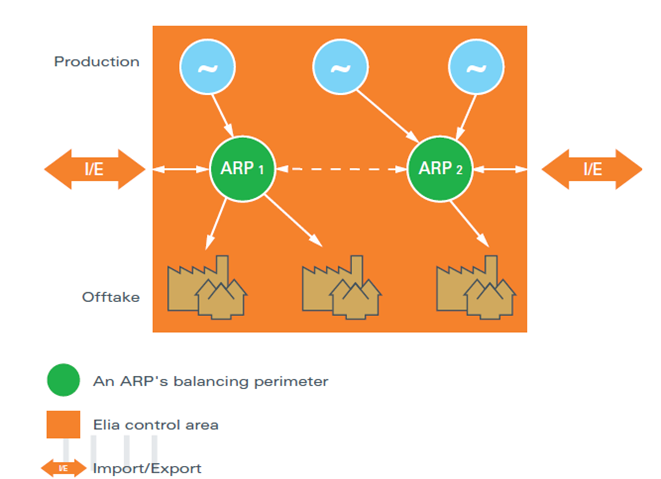 Production
~ ~ ~
I/E ARP 1 ARP 2 I/E
Offtake
An ARP's balancing perimeter
Elia control area
I/E Import/Export